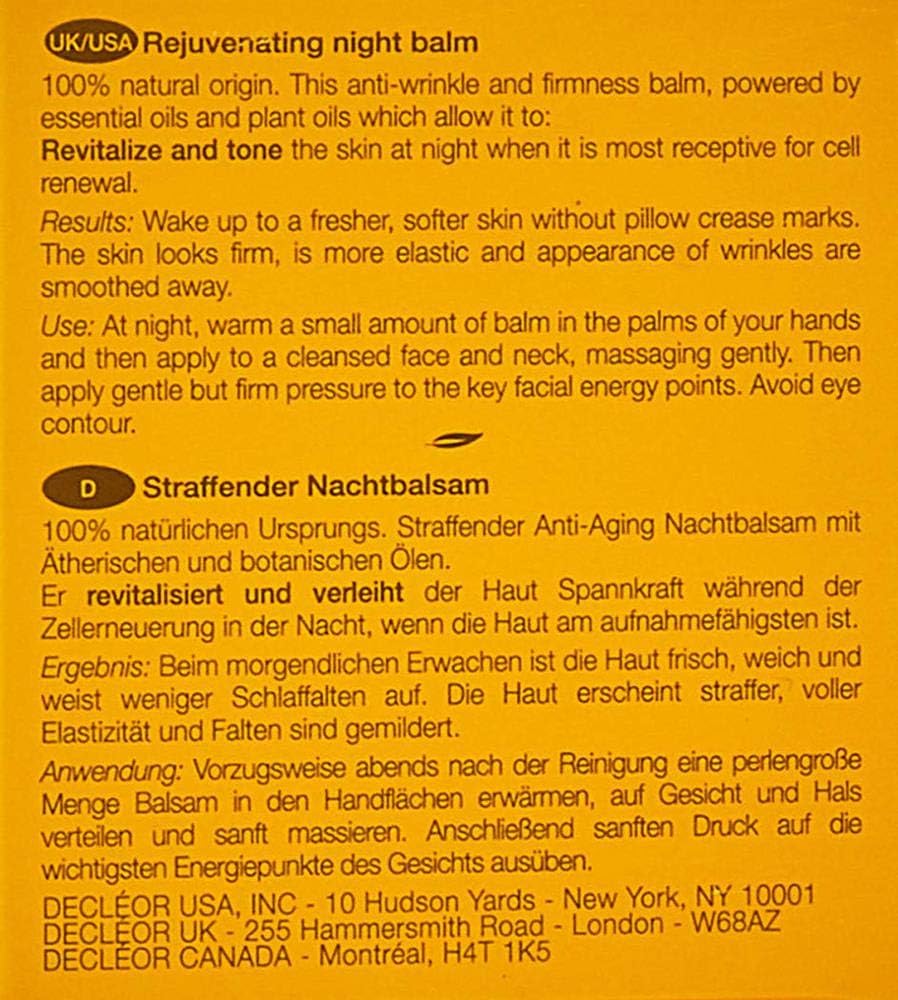 UK/USA Rejuvenating night balm
100% natural origin. This anti-wrinkle and firmness balm, powered by
essential oils and plant oils which allow it to:
Revitalize and tone the skin at night when it is most receptive for cell
renewal.
Results: Wake up to a fresher, softer skin without pillow crease marks.
The skin looks firm, is more elastic and appearance of wrinkles are
smoothed away.
Use: At night, warm a small amount of balm in the palms of your hands
and then apply to a cleansed face and neck, massaging gently. Then
apply gentle but firm pressure to the key facial energy points. Avoid eye
contour.
D Straffender Nachtbalsam
100% natürlichen Ursprungs. Straffender Anti-Aging Nachtbalsam mit
Ätherischen und botanischen Ölen.
Er revitalisiert und verleiht der Haut Spannkraft während der
Zellerneuerung in der Nacht, wenn die Haut am aufnahmefähigsten ist.
Ergebnis: Beim morgendlichen Erwachen ist die Haut frisch, weich und
weist weniger Schlaffalten auf. Die Haut erscheint straffer, voller
Elastizität und Falten sind gemildert.
Anwendung: Vorzugsweise abends nach der Reinigung eine perlengroße
Menge Balsam in den Handflächen erwärmen, auf Gesicht und Hals
verteilen und sanft massieren. Anschließend sanften Druck auf die
wichtigsten Energiepunkte des Gesichts ausüben.
DECLÉOR USA, INC - 10 Hudson Yards - New York, NY 10001
DECLÉOR UK - 255 Hammersmith Road - London - W68AZ
DECLÉOR CANADA - Montréal, H4T 1K5